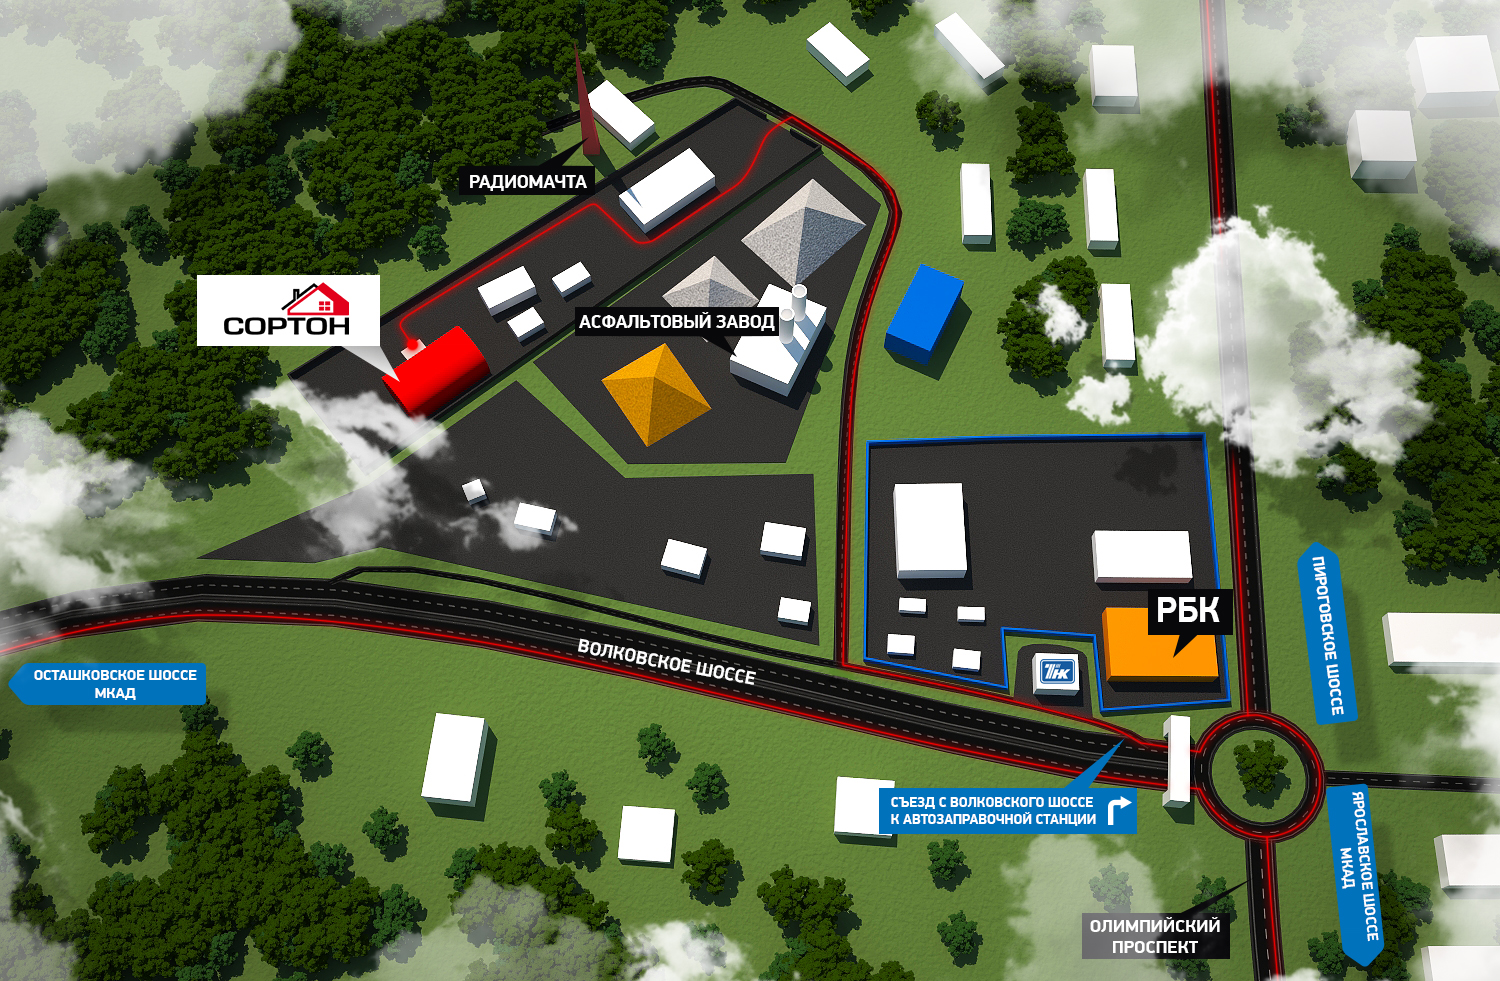 РАДИОМАЧТА
СОРТОН
АСФАЛЬТОВЫЙ ЗАВОД
РБК
ТНК
ПИРОГОВСКОЕ ШОССЕ
ВОЛКОВСКОЕ ШОССЕ
ОСТАШКОВСКОЕ ШОССЕ
МКАД
СЪЕЗД С ВОЛКОВСКОГО ШОССЕ
К АВТОЗАПРАВОЧНОЙ СТАНЦИИ
ЯРОСЛАВСКОЕ ШОССЕ
МКАД
ОЛИМПИЙСКИЙ
ПРОСПЕКТ